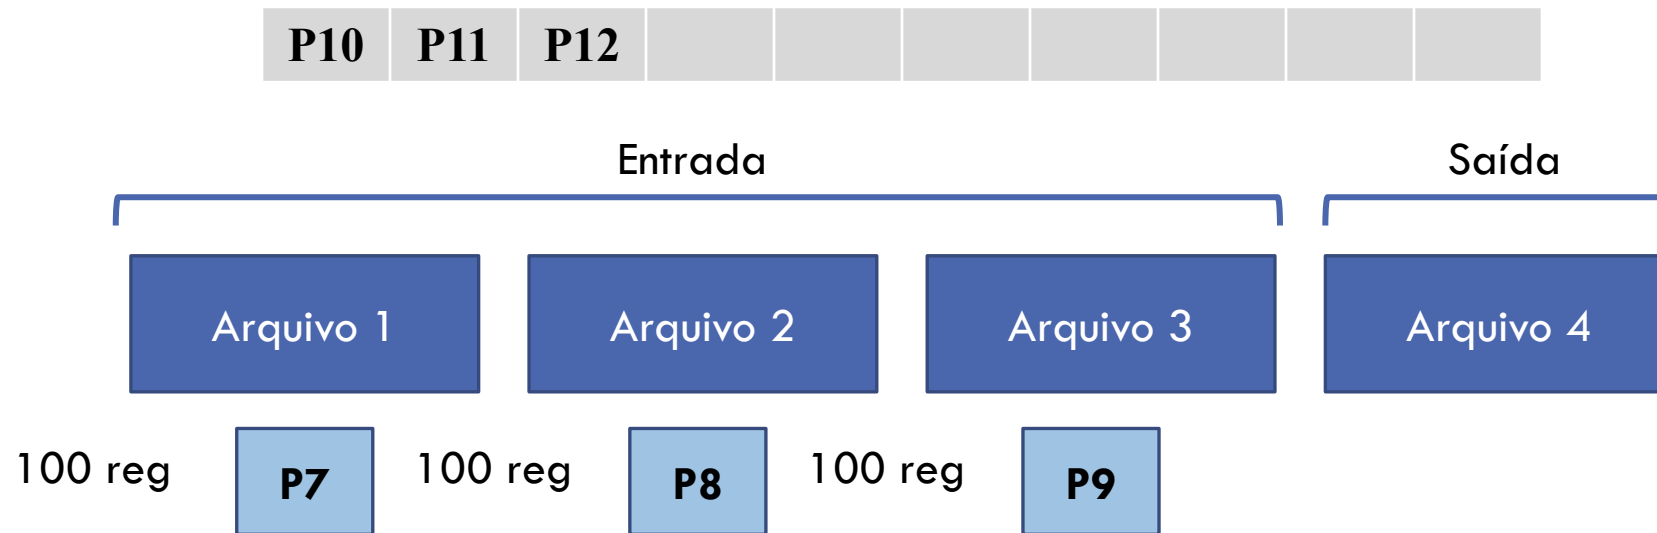 P10 P11 P12
Entrada Saída
Arquivo 1 Arquivo 2 Arquivo 3 Arquivo 4
100 reg P7 100 reg P8 100 reg P9